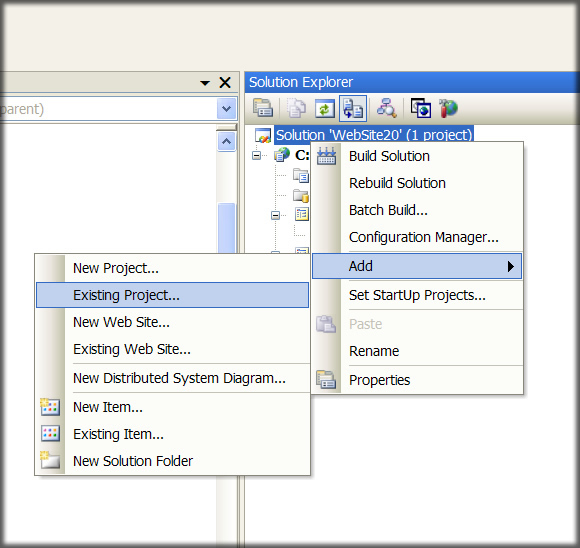 Solution Explorer
parent)
Solution 'WebSite20' (1 project)
C:
Build Solution
Rebuild Solution
Batch Build...
Configuration Manager...
Add
Set StartUp Projects...
Paste
Rename
Properties
New Project...
Existing Project...
New Web Site...
Existing Web Site...
New Distributed System Diagram...
New Item...
Existing Item...
New Solution Folder